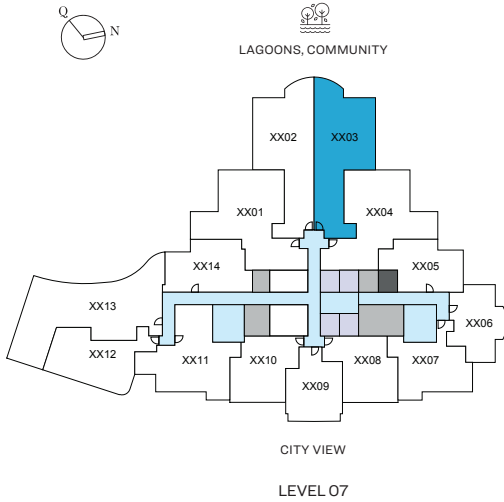 Q
N
LAGOONS, COMMUNITY
XX02 XX03
XX01 XX04
XX14 XX05
XX13
XX06
XX12
XX11 XX10 XX08 XX07
XX09
CITY VIEW
LEVEL 07